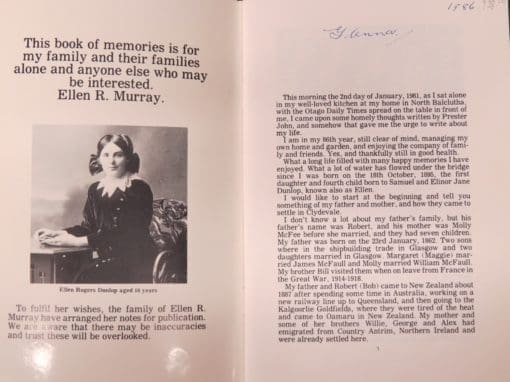 This book of memories is for
my family and their families
alone and anyone else who may
be interested.
Ellen R. Murray.
Ellen Rogers Dunlop aged 18 years
To fulfil her wishes, the family of Ellen R.
Murray have arranged her notes for publication.
We are aware that there may be inaccuracies
and trust these will be overlooked.
1986
Glenna.
This morning the 2nd day of January, 1981, as I sat alone
in my well-loved kitchen at my home in North Balclutha,
with the Otago Daily Times spread on the table in front of
me, I came upon some homely thoughts written by Prester
John, and somehow that gave me the urge to write about
my life.
I am in my 86th year, still clear of mind, managing my
own home and garden, and enjoying the company of fami-
ly and friends. Yes, and thankfully still in good health.
What a long life filled with many happy memories I have
enjoyed. What a lot of water has flowed under the bridge
since I was born on the 18th October, 1895, the first
daughter and fourth child born to Samuel and Elinor Jane
Dunlop, known also as Ellen.
I would like to start at the beginning and tell you
something of my father and mother, and how they came to
settle in Clydevale.
I don't know a lot about my father's family, but his
father's name was Robert, and his mother was Molly
McFee before she married, and they had seven children.
My father was born on the 23rd January, 1862. Two sons
where in the shipbuilding trade in Glasgow and two
daughters married in Glasgow. Margaret (Maggie) mar-
ried James McFaull and Molly married William McFaull.
My brother Bill visited them when on leave from France in
the Great War, 1914-1918.
My father and Robert (Bob) came to New Zealand about
1887 after spending some time in Australia, working on a
new railway line up to Queensland, and then going to the
Kalgoorlie Goldfields, where they were tired of the heat
and came to Oamaru in New Zealand. My mother and
some of her brothers Willie, George and Alex had
emigrated from Country Antrim, Northern Ireland and
were already settled here.